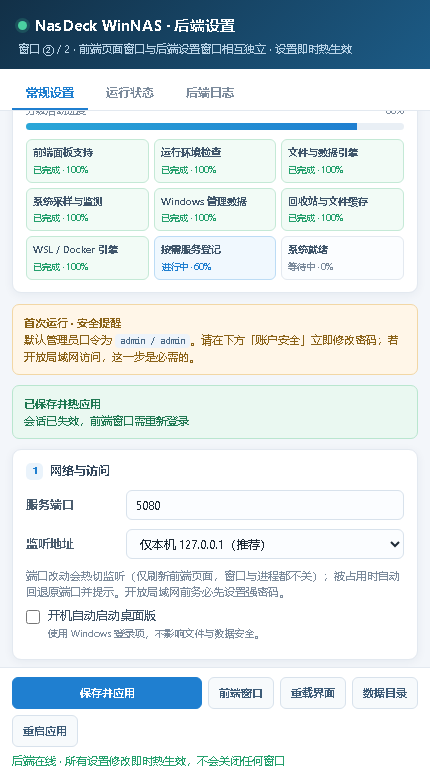 NasDeck WinNAS · 后端设置
窗口 ② / 2 · 前端页面窗口与后端设置窗口相互独立 · 设置即时热生效
常规设置
运行状态
后端日志
前端面板支持
已完成 · 100%
运行环境检查
已完成 · 100%
文件与数据引擎
已完成 · 100%
系统采样与监测
已完成 · 100%
Windows 管理数据
已完成 · 100%
回收站与文件缓存
已完成 · 100%
WSL / Docker 引擎
已完成 · 100%
按需服务登记
进行中 · 60%
系统就绪
等待中 · 0%
首次运行 · 安全提醒
默认管理员口令为 admin / admin 。请在下方「账户安全」立即修改密码；若
开放局域网访问，这一步是必需的。
已保存并热应用
会话已失效，前端窗口需重新登录
1 网络与访问
服务端口
5080
监听地址
仅本机 127.0.0.1（推荐）
端口改动会热切监听（仅刷新前端页面，窗口与进程都不关）；被占用时自动
回退原端口并提示。开放局域网前务必先设置强密码。
开机自动启动桌面版
使用 Windows 登录项，不影响文件与数据安全。
保存并应用
前端窗口
重载界面
数据目录
重启应用
后端在线 · 所有设置修改即时热生效，不会关闭任何窗口